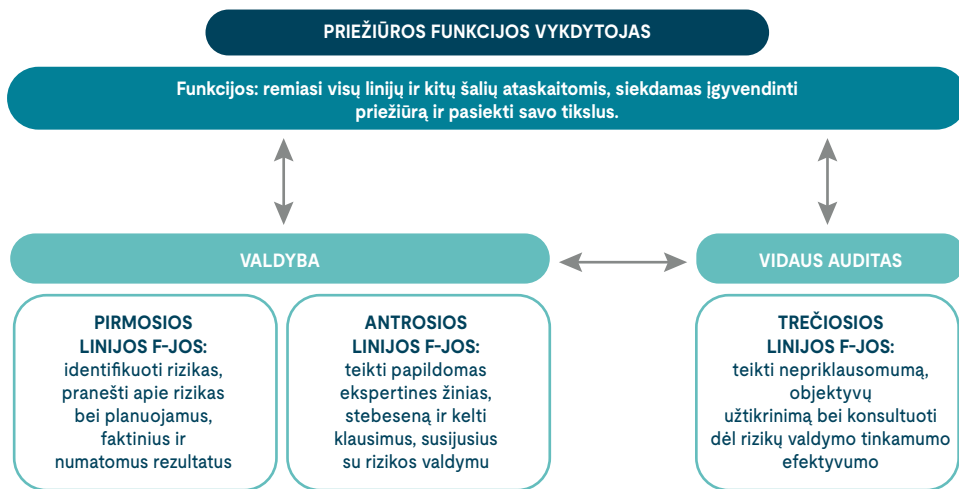 PRIEŽIŪROS FUNKCIJOS VYKDYTOJAS
Funkcijos: remiasi visų linijų ir kitų šalių ataskaitomis, siekdamas įgyvendinti
priežiūrą ir pasiekti savo tikslus.
VALDYBA
VIDAUS AUDITAS
PIRMOSIOS
LINIJOS F-JOS:
identifikuoti rizikas,
pranešti apie rizikas
bei planuojamus,
faktinius ir
numatomus rezultatus
ANTROSIOS
LINIJOS F-JOS:
teikti papildomas
ekspertines žinias,
stebeseną ir kelti
klausimus, susijusius
su rizikos valdymu
TREČIOSIOS
LINIJOS F-JOS:
teikti nepriklausomumą,
objektyvų
užtikrinimą bei konsultuoti
dėl rizikų valdymo tinkamumo
efektyvumo